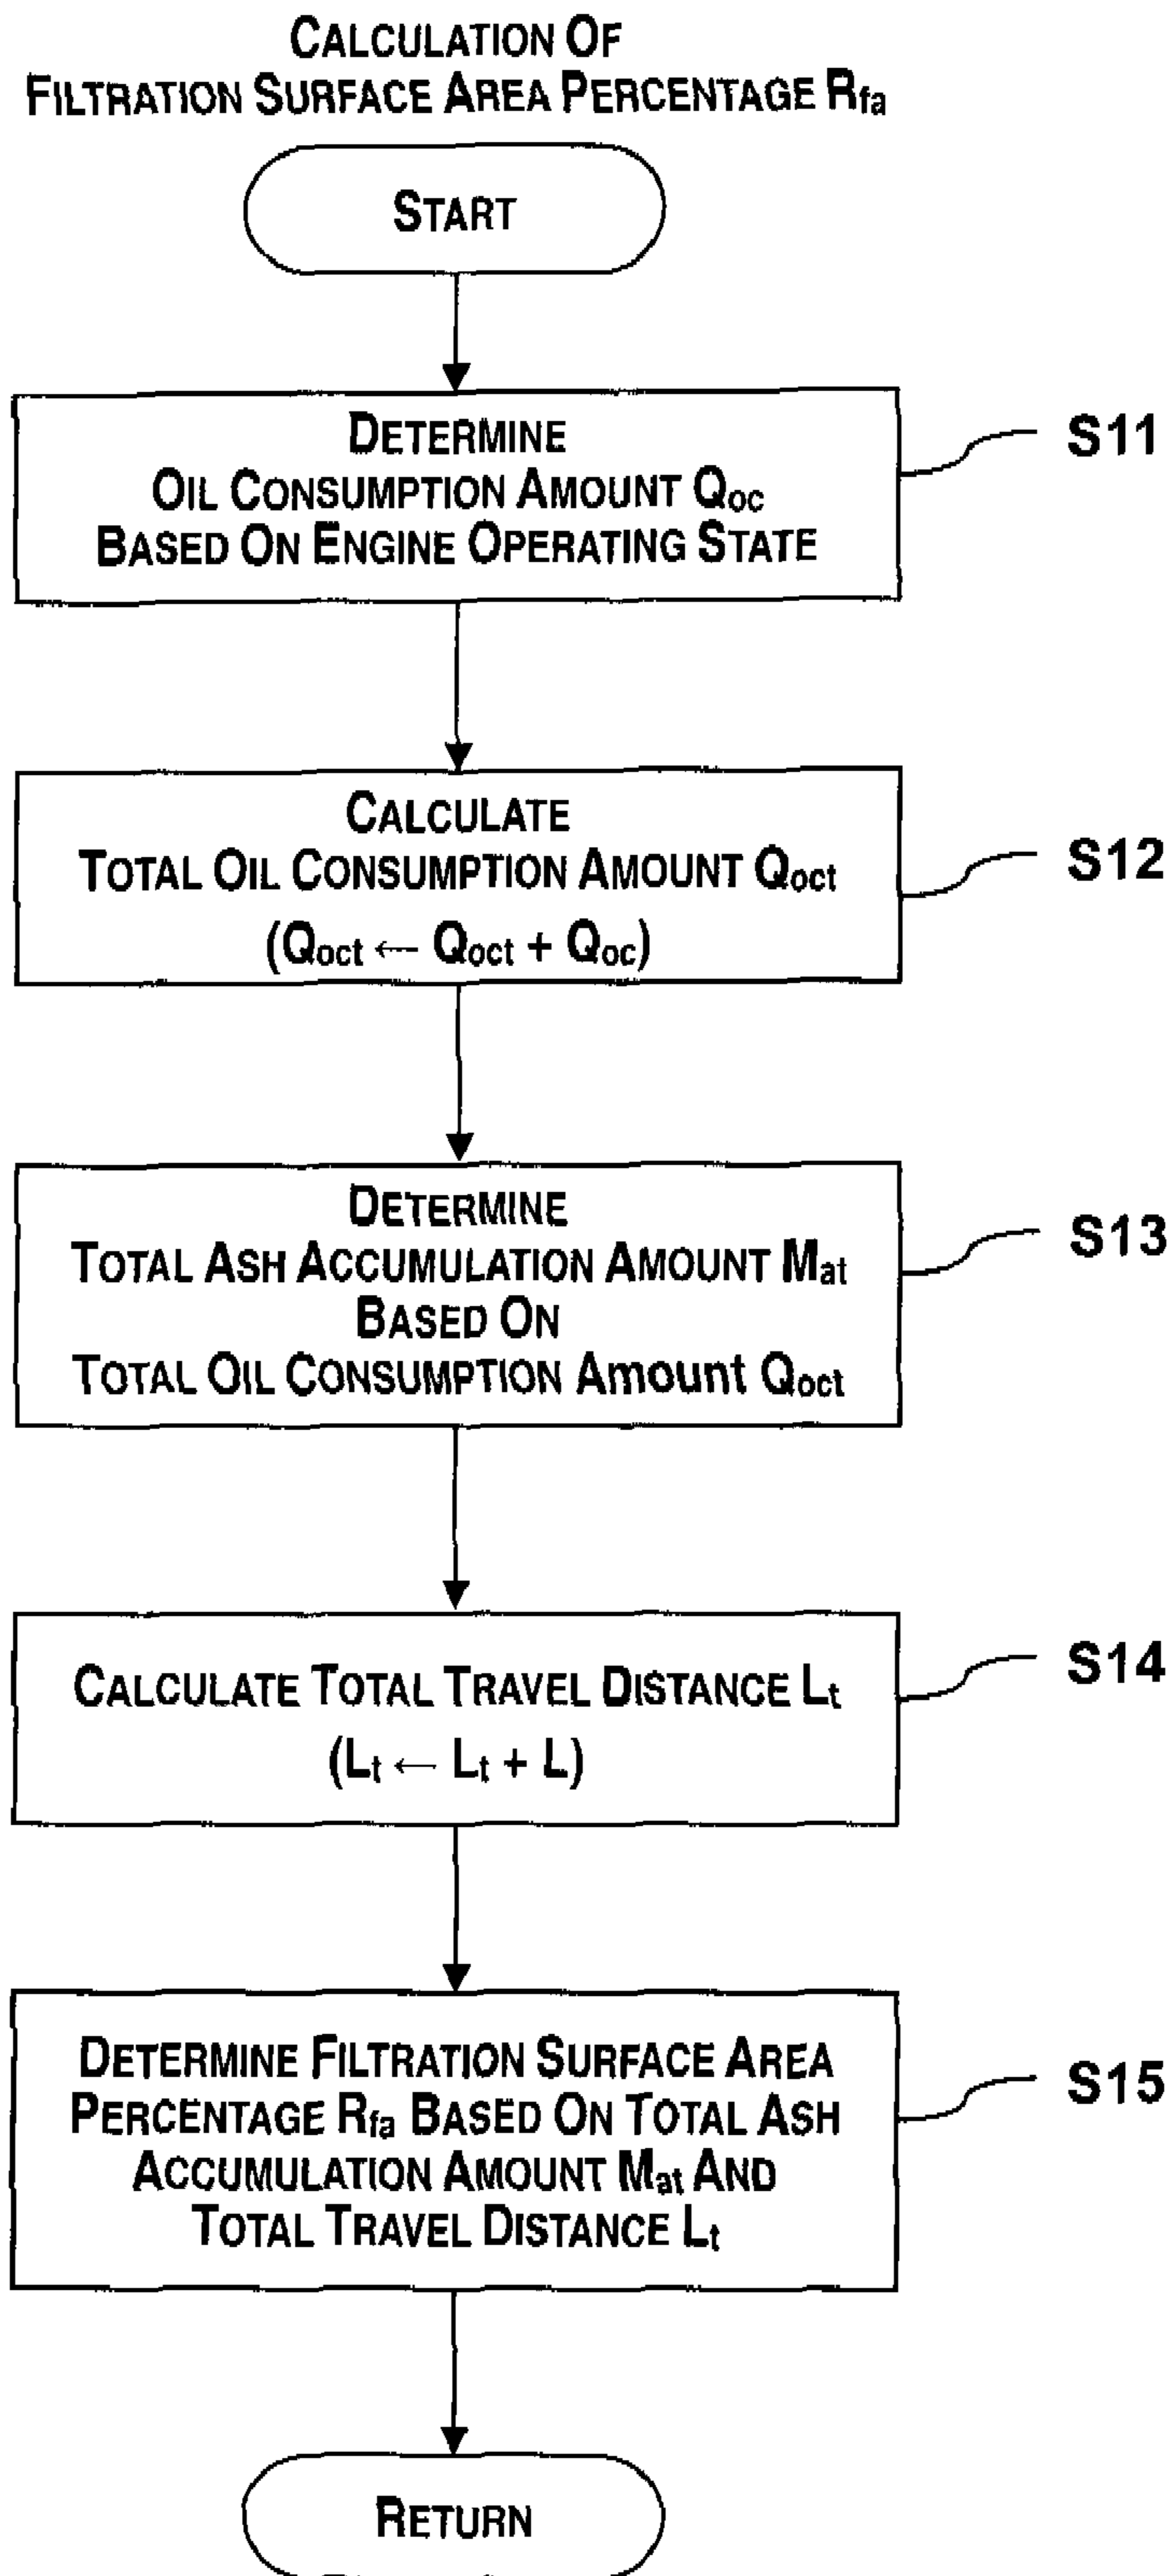 CALCULATION OF
FILTRATION SURFACE AREA PERCENTAGE Rfa
START
DETERMINE
OIL CONSUMPTION AMOUNT Qoc
BASED ON ENGINE OPERATING STATE
S11
CALCULATE
TOTAL OIL CONSUMPTION AMOUNT Qoct
(Qoct ← Qoct + Qoc)
S12
DETERMINE
TOTAL ASH ACCUMULATION AMOUNT Mat
BASED ON
TOTAL OIL CONSUMPTION Amount Qoct
S13
CALCULATE TOTAL TRAVEL DISTANCE Lt
(Lt ← Lt + L)
S14
DETERMINE FILTRATION SURFACE AREA
PERCENTAGE Rfa BASED ON TOTAL ASH
ACCUMULATION AMOUNT Mat AND
TOTAL TRAVEL DISTANCE Lt
S15
RETURN